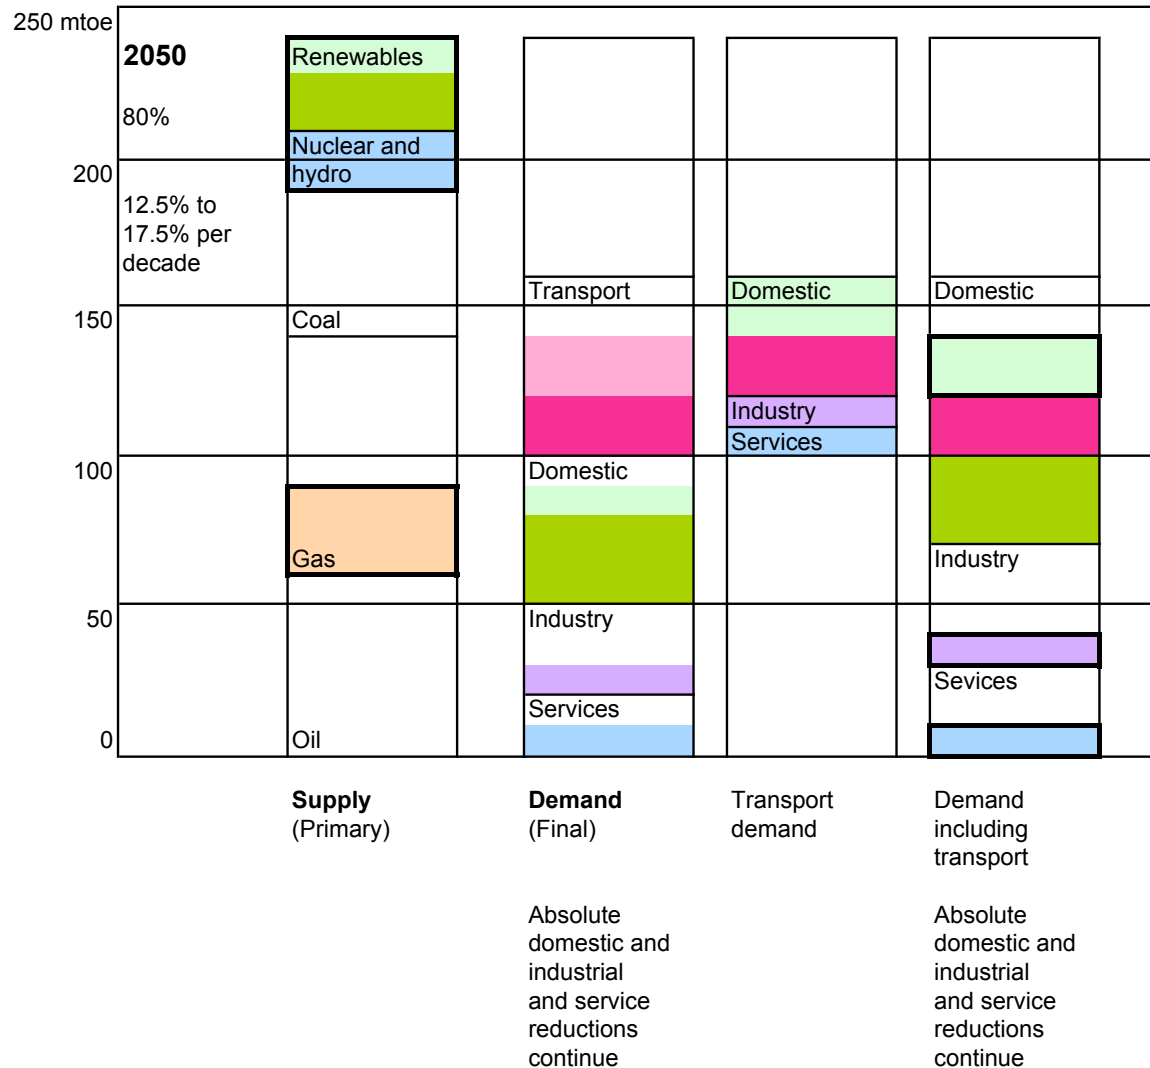 250 mtoe
2050
80%
12.5% to
17.5% per
decade
200
150
100
50
0
Renewables
Nuclear and
hydro
Coal
Gas
Oil
Transport
Domestic
Industry
Services
Domestic
Industry
Services
Domestic
Industry
Sevices
Supply
(Primary)
Demand
(Final)
Absolute
domestic and
industrial
and service
reductions
continue
Transport
demand
Demand
including
transport
Absolute
domestic and
industrial
and service
reductions
continue